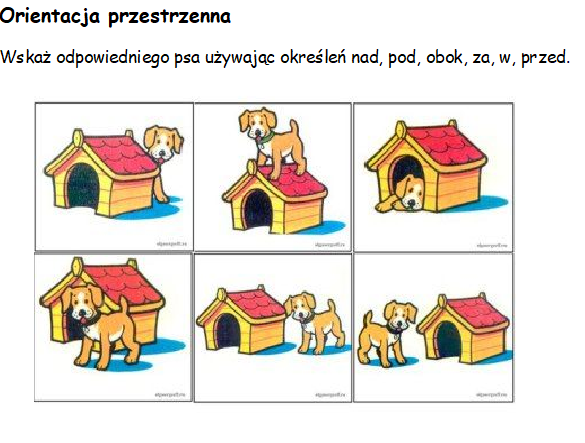 Orientacja przestrzenna
Wskaż odpowiedniego psa używając określeń nad, pod, obok, za, w, przed.